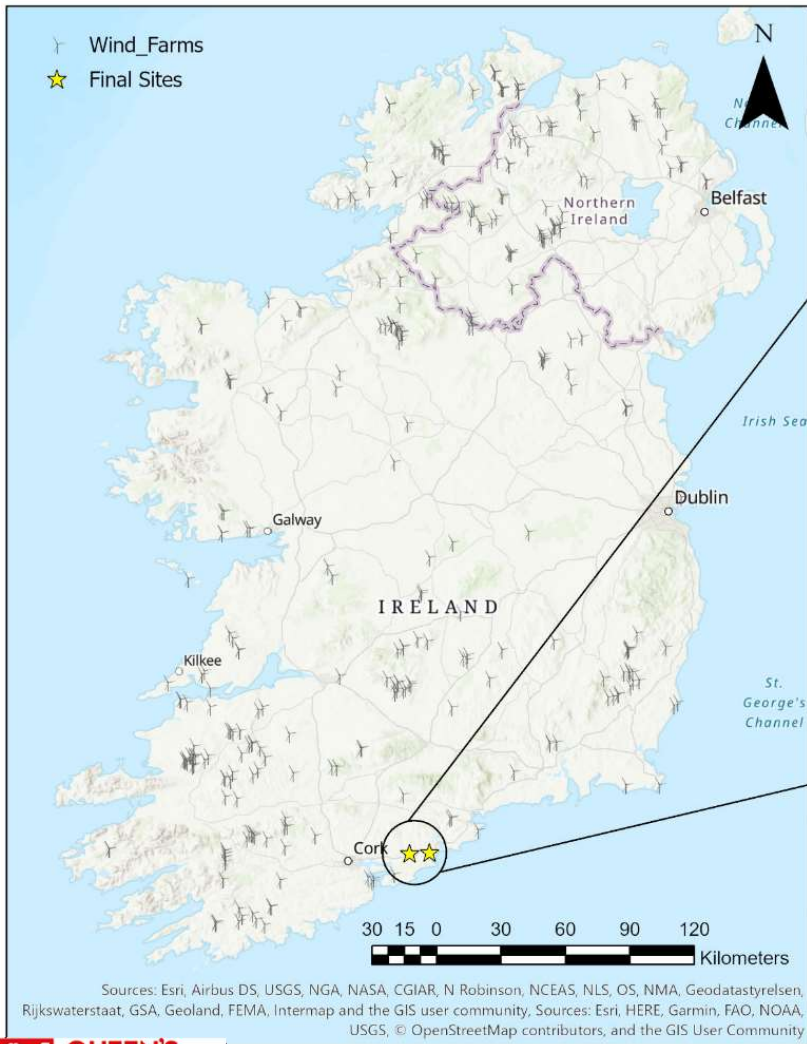 Wind_Farms
Final Sites
N
Channel
Belfast
Northern
Ireland
Irish Sea
Dublin
Galway
IRELAND
Kilkee
St.
George's
Channel
Cork
30 15 0 30 60 90 120
Kilometers
Sources: Esri, Airbus DS, USGS, NGA, NASA, CGIAR, N Robinson, NCEAS, NLS, OS, NMA, Geodatastyrelsen,
Rijkswaterstaat, GSA, Geoland, FEMA, Intermap and the GIS user community, Sources: Esri, HERE, Garmin, FAO, NOAA,
USGS, © OpenStreetMap contributors, and the GIS User Community
QUEEN'S